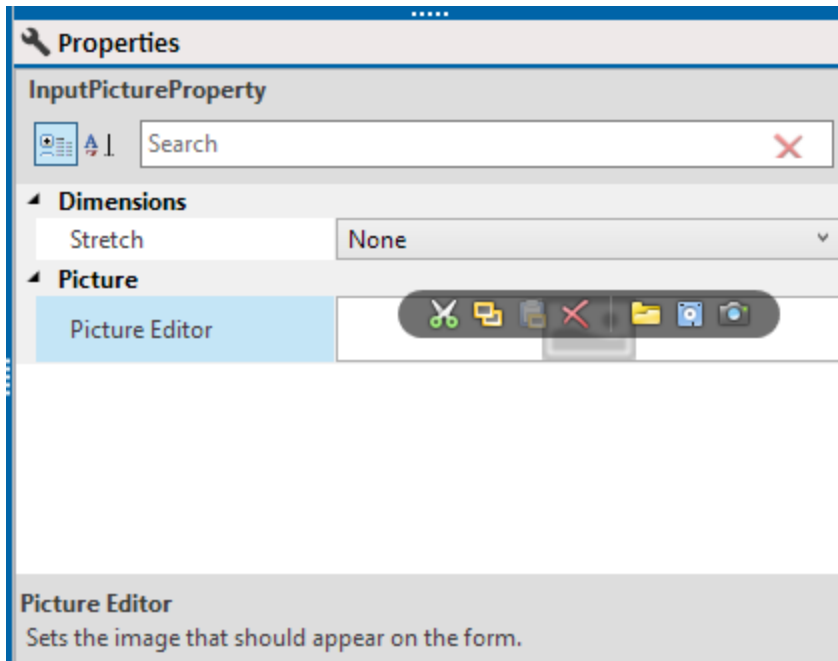 Properties
InputPictureProperty
Search
Dimensions
Stretch None
Picture
Picture Editor
Picture Editor
Sets the image that should appear on the form.